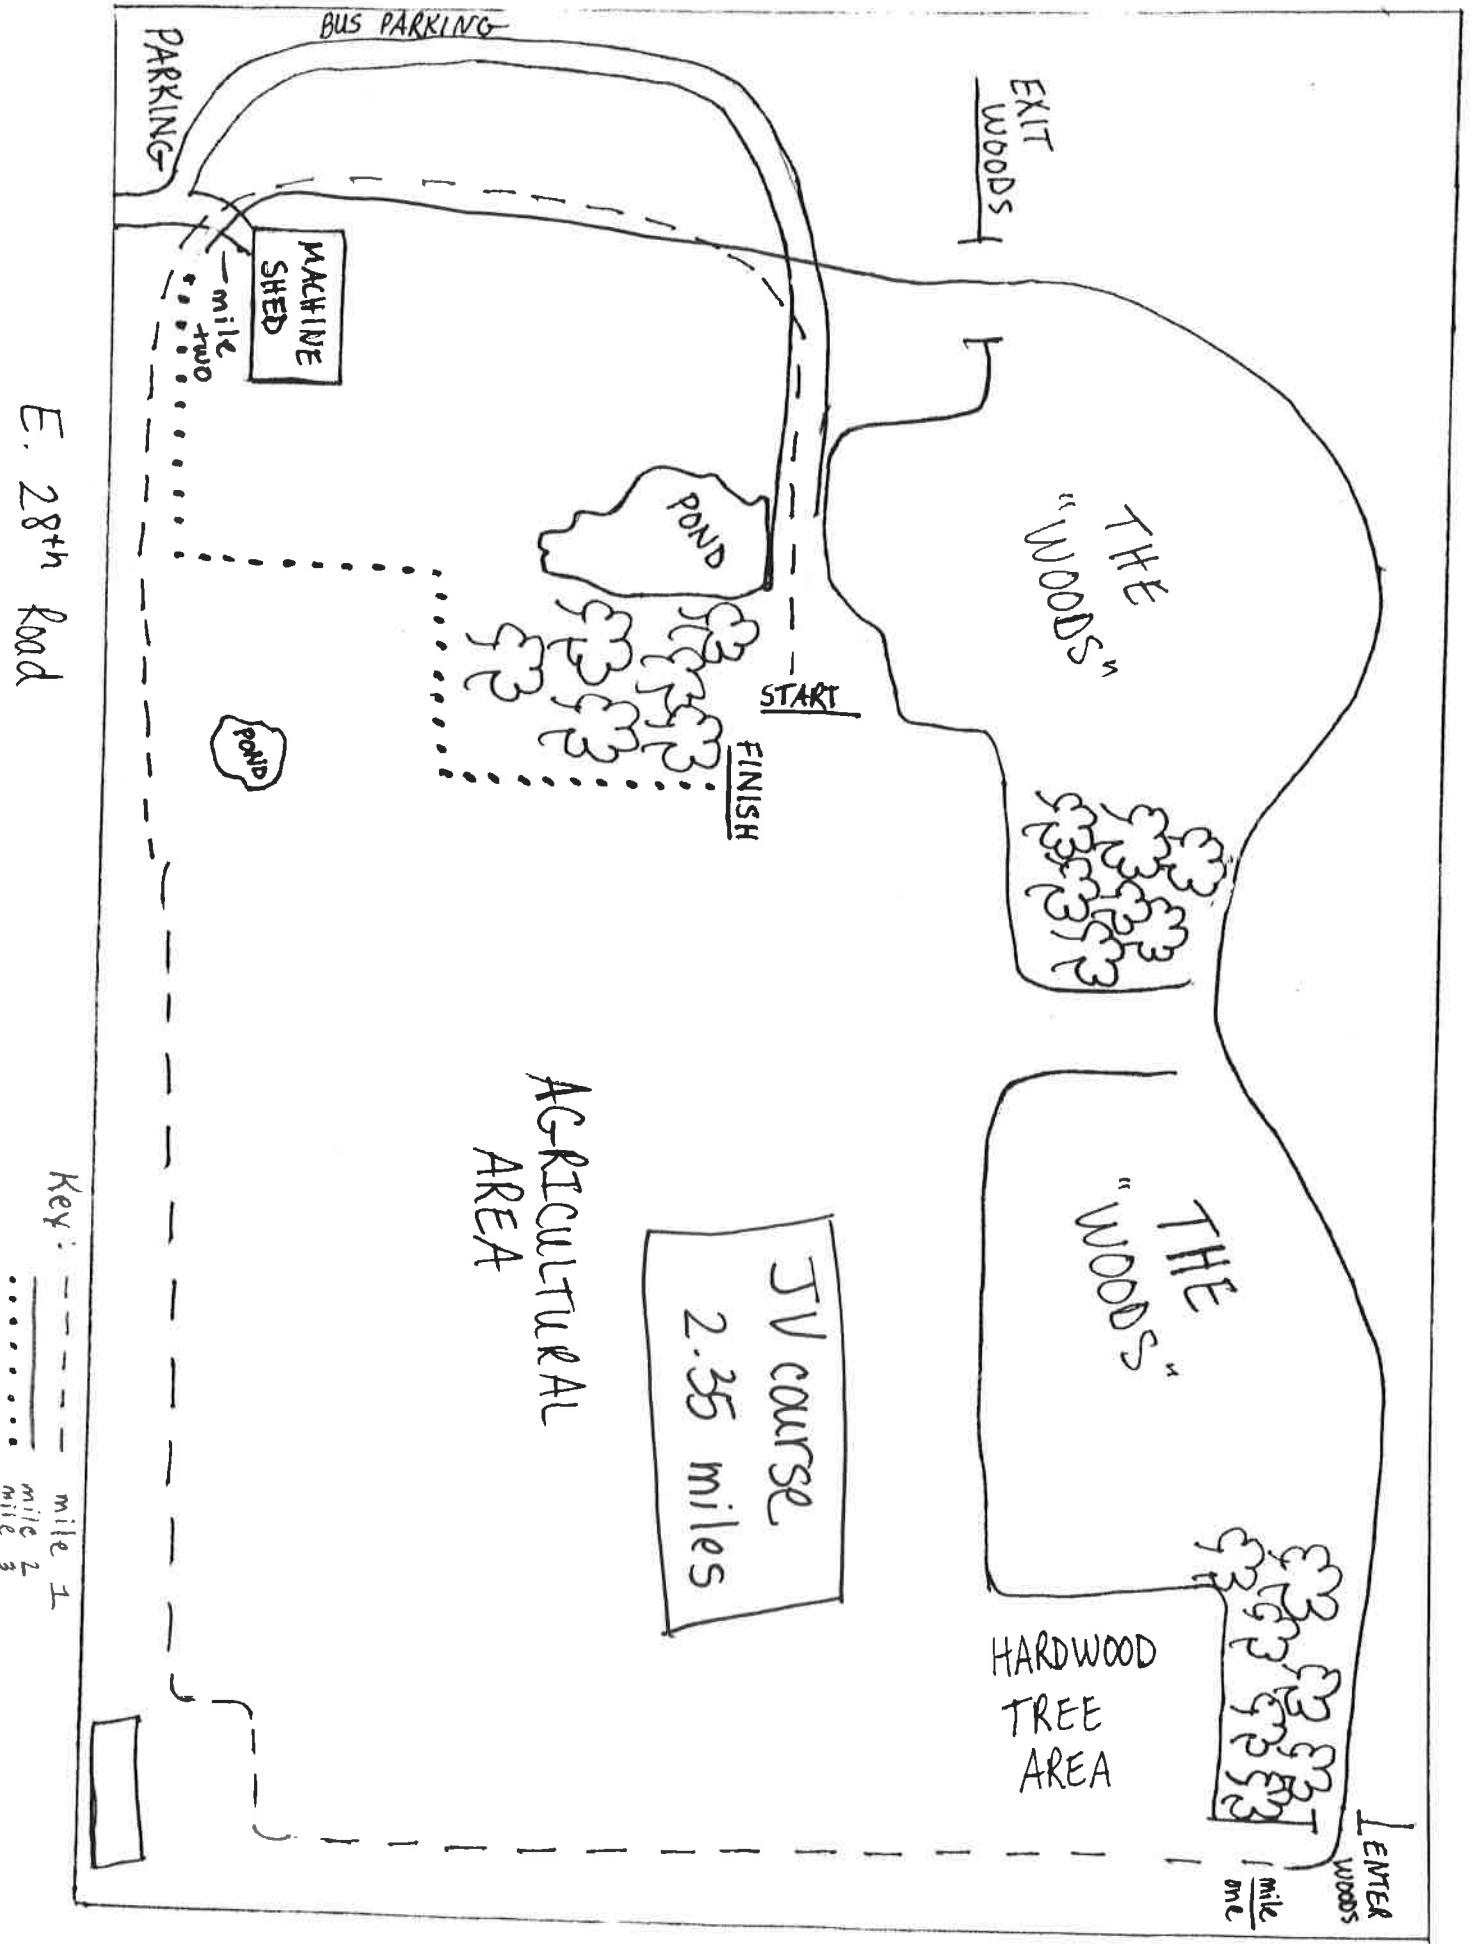 BUS PARKING
PARKING
EXIT
WOODS
MACHINE
SHED
mile
two
POND
THE
"WOODS"
START
FINISH
POND
E. 28th Road
AGRICULTURAL
AREA
THE
"WOODS"
JV course
2.35 miles
HARDWOOD
TREE
AREA
ENTER
WOODS
mile
one
Key: mile 1
mile 2
mile 3